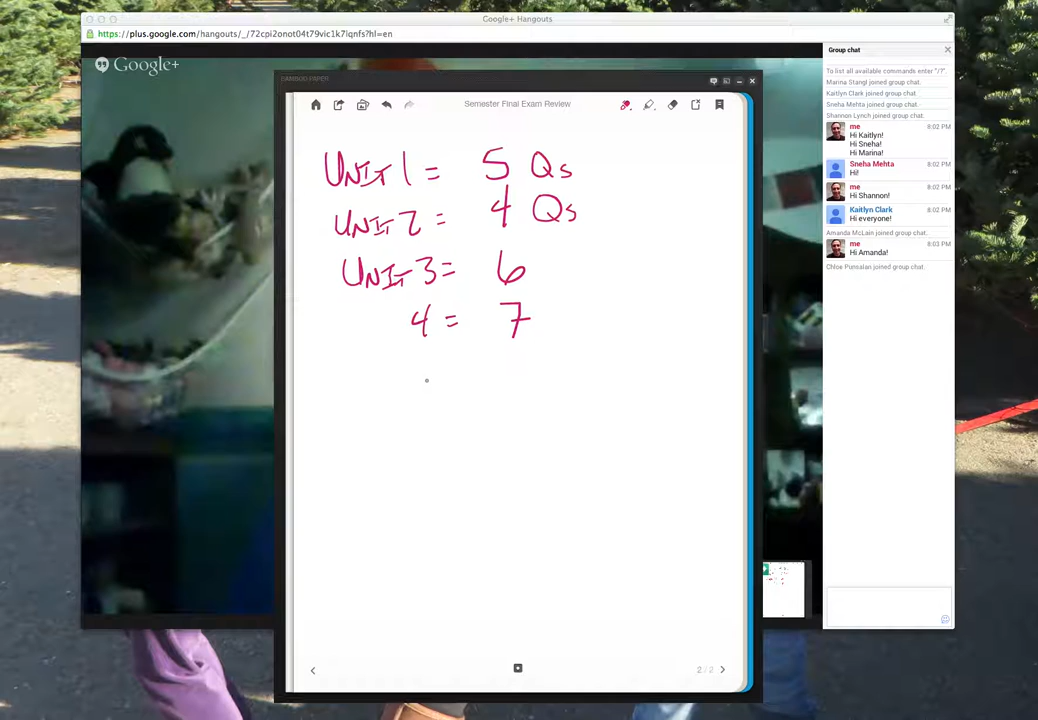 Google+ Hangouts
https://plus.google.com/hangouts/_/72cpi2onot04t79vic1k7iqnfs?hl=en
Google+
BAMBOO PAPER
Semester Final Exam Review
UNIT 1 = 5 Qs
UNIT 2 = 4 Qs
UNIT 3 = 6
4 = 7
2 / 2
Group chat
To list all available commands enter "/?"
Marina Stangl joined group chat.
Kaitlyn Clark joined group chat.
Sneha Mehta joined group chat.
Shannon Lynch joined group chat.
me 8:02 PM
Hi Kaitlyn!
Hi Sneha!
Hi Marina!
Sneha Mehta 8:02 PM
Hi!
me 8:02 PM
Hi Shannon!
Kaitlyn Clark 8:02 PM
Hi everyone!
Amanda McLain joined group chat.
me 8:03 PM
Hi Amanda!
Chloe Punsalan joined group chat.